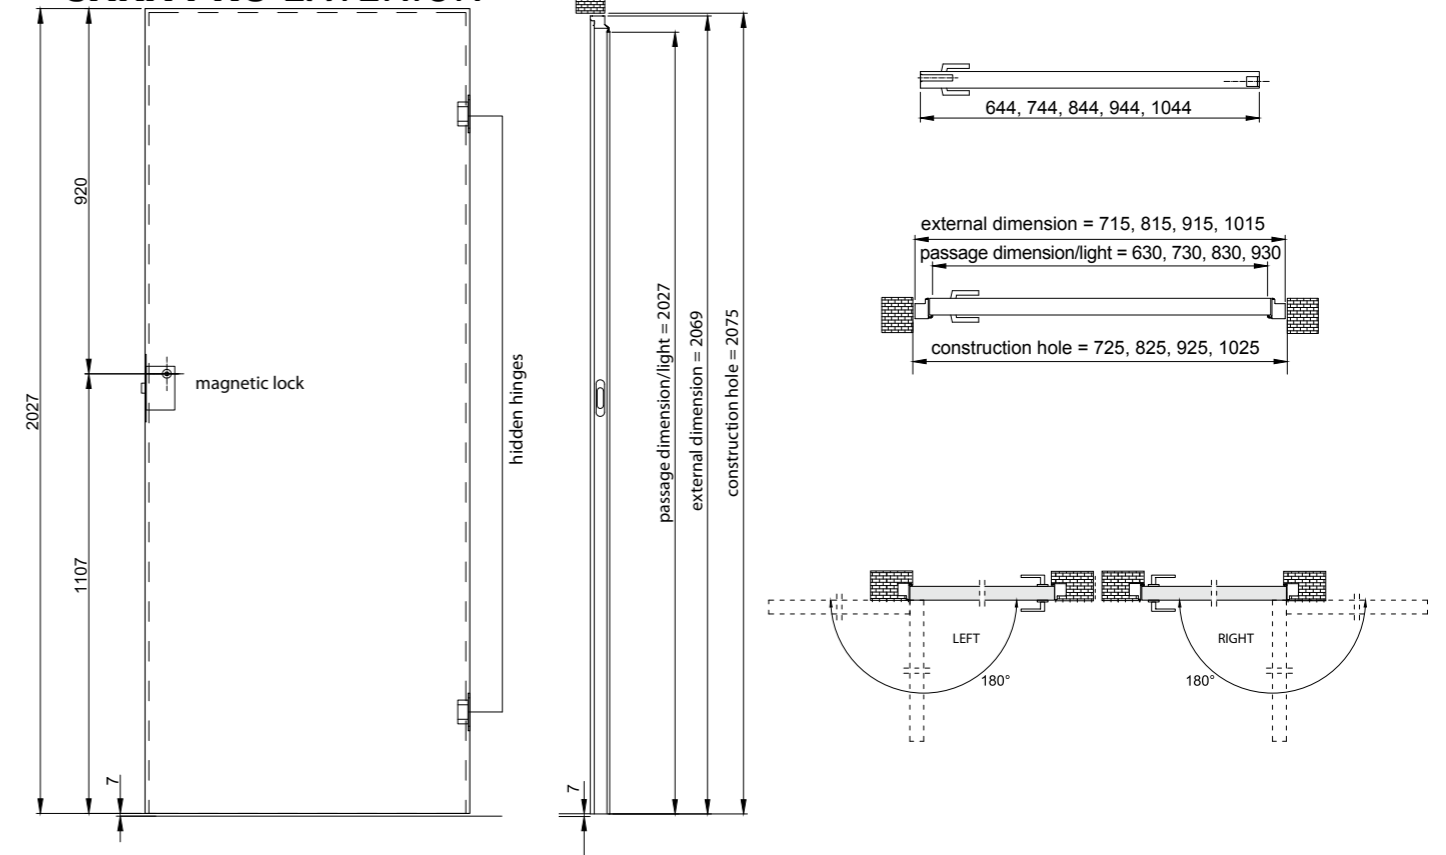 920
2027
1107
7
magnetic lock
hidden hinges
passage dimension/light = 2027
external dimension = 2069
construction hole = 2075
7
644, 744, 844, 944, 1044
external dimension = 715, 815, 915, 1015
passage dimension/light = 630, 730, 830, 930
construction hole = 725, 825, 925, 1025
LEFT
180°
RIGHT
180°